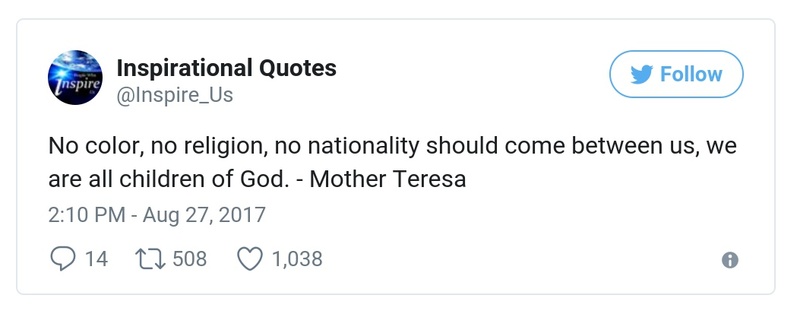 Inspirational Quotes
@Inspire_Us
Follow
No color, no religion, no nationality should come between us, we
are all children of God. - Mother Teresa
2:10 PM - Aug 27, 2017
14 508 1,038